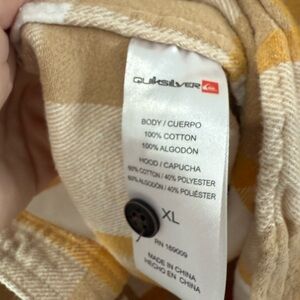 QUIKSILVER
BODY / CUERPO
100% COTTON
100% ALGODÓN
HOOD / CAPUCHA
60% COTTON / 40% POLYESTER
60% ALGODÓN / 40% POLIÉSTER
XL
RN 169009
MADE IN CHINA
HECHO EN CHINA